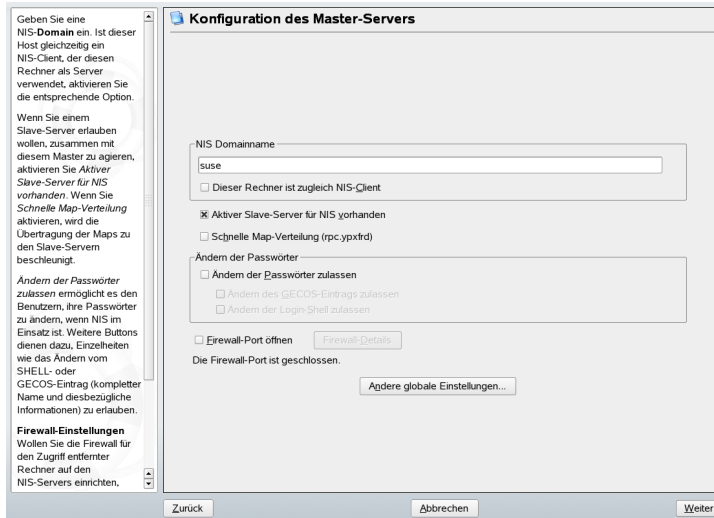 Geben Sie eine
NIS-Domain ein. Ist dieser
Host gleichzeitig ein
NIS-Client, der diesen
Rechner als Server
verwendet, aktivieren Sie
die entsprechende Option.
Wenn Sie einem
Slave-Server erlauben
wollen, zusammen mit
diesem Master zu agieren,
aktivieren Sie Aktiver
Slave-Server für NIS
vorhanden. Wenn Sie
Schnelle Map-Verteilung
aktivieren, wird die
Übertragung der Maps zu
den Slave-Servern
beschleunigt.
Ändern der Passwörter
zulassen ermöglicht es den
Benutzern, ihre Passwörter
zu ändern, wenn NIS im
Einsatz ist. Weitere Buttons
dienen dazu, Einzelheiten
wie das Ändern vom
SHELL- oder
GECOS-Eintrag (kompletter
Name und diesbezügliche
Informationen) zu erlauben.
Firewall-Einstellungen
Wollen Sie die Firewall für
den Zugriff entfernter
Rechner auf den
NIS-Servers einrichten,
Konfiguration des Master-Servers
NIS Domainname
suse
Dieser Rechner ist zugleich NIS-Client
Aktiver Slave-Server für NIS vorhanden
Schnelle Map-Verteilung (rpc.ypxfrd)
Ändern der Passwörter
Ändern der Passwörter zulassen
Ändern des GECOS-Eintrags zulassen
Ändern der Login-Shell zulassen
Firewall-Port öffnen
Firewall-Details
Die Firewall-Port ist geschlossen.
Andere globale Einstellungen...
Zurück
Abbrechen
Weiter